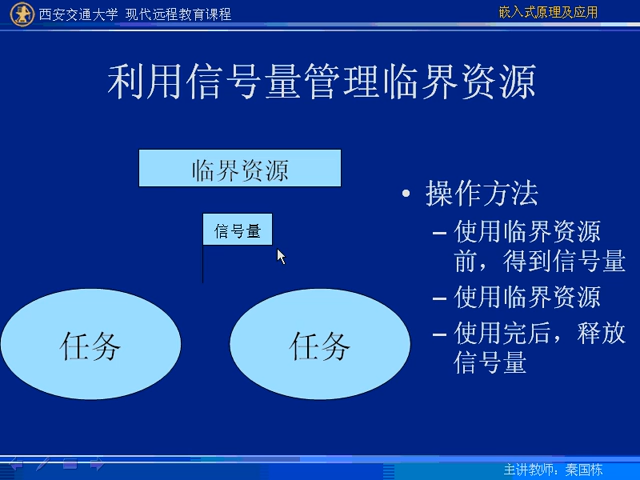 西安交通大学 现代远程教育课程
嵌入式原理及应用
利用信号量管理临界资源
临界资源
信号量
任务
任务
• 操作方法
– 使用临界资源
前，得到信号量
– 使用临界资源
– 使用完后，释放
信号量
主讲教师：秦国栋